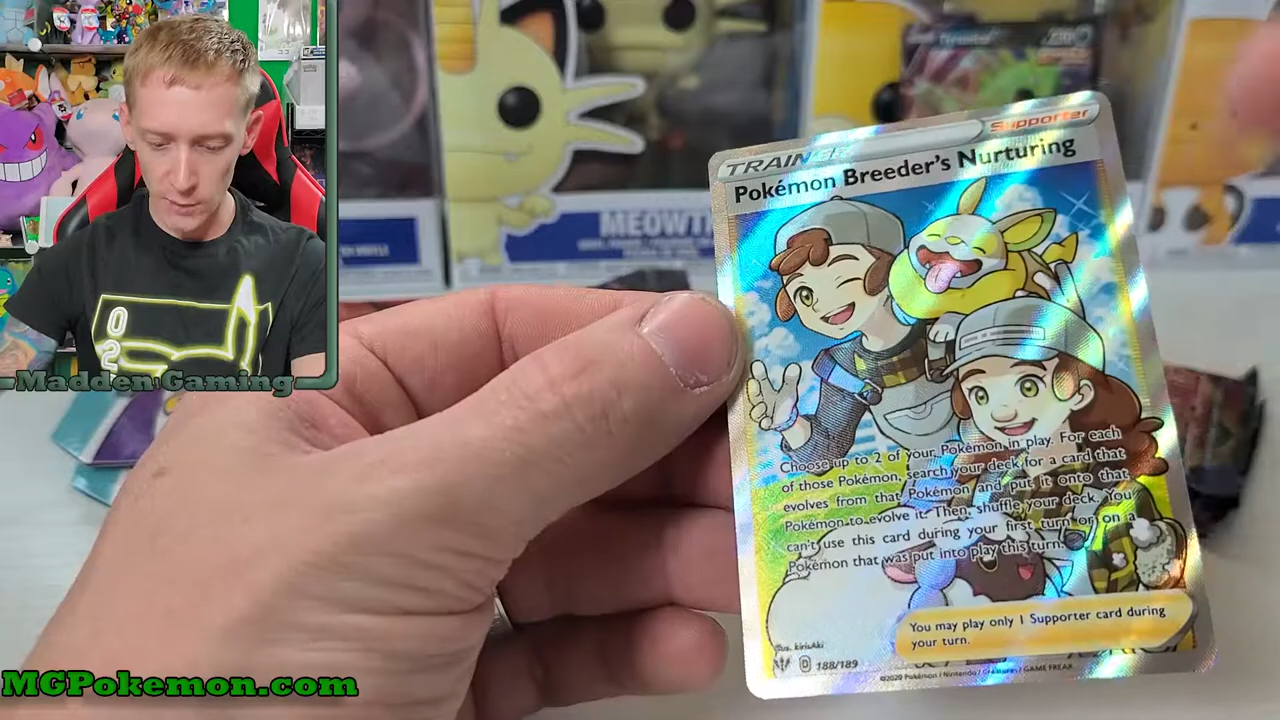 MEOWTH
TRAINER
Supporter
Pokémon Breeder's Nurturing
0
2
Madden Gaming
Choose up to 2 of your Pokémon in play. For each
of those Pokémon, search your deck for a card that
evolves from that Pokémon and put it onto that
Pokémon to evolve it. Then, shuffle your deck. You
can't use this card during your first turn or on a
Pokémon that was put into play this turn.
You may play only 1 Supporter card during
your turn.
Illus. kirisAki
D 188/189
©2020 Pokémon / Nintendo / Creatures / GAME FREAK
MGPokemon.com